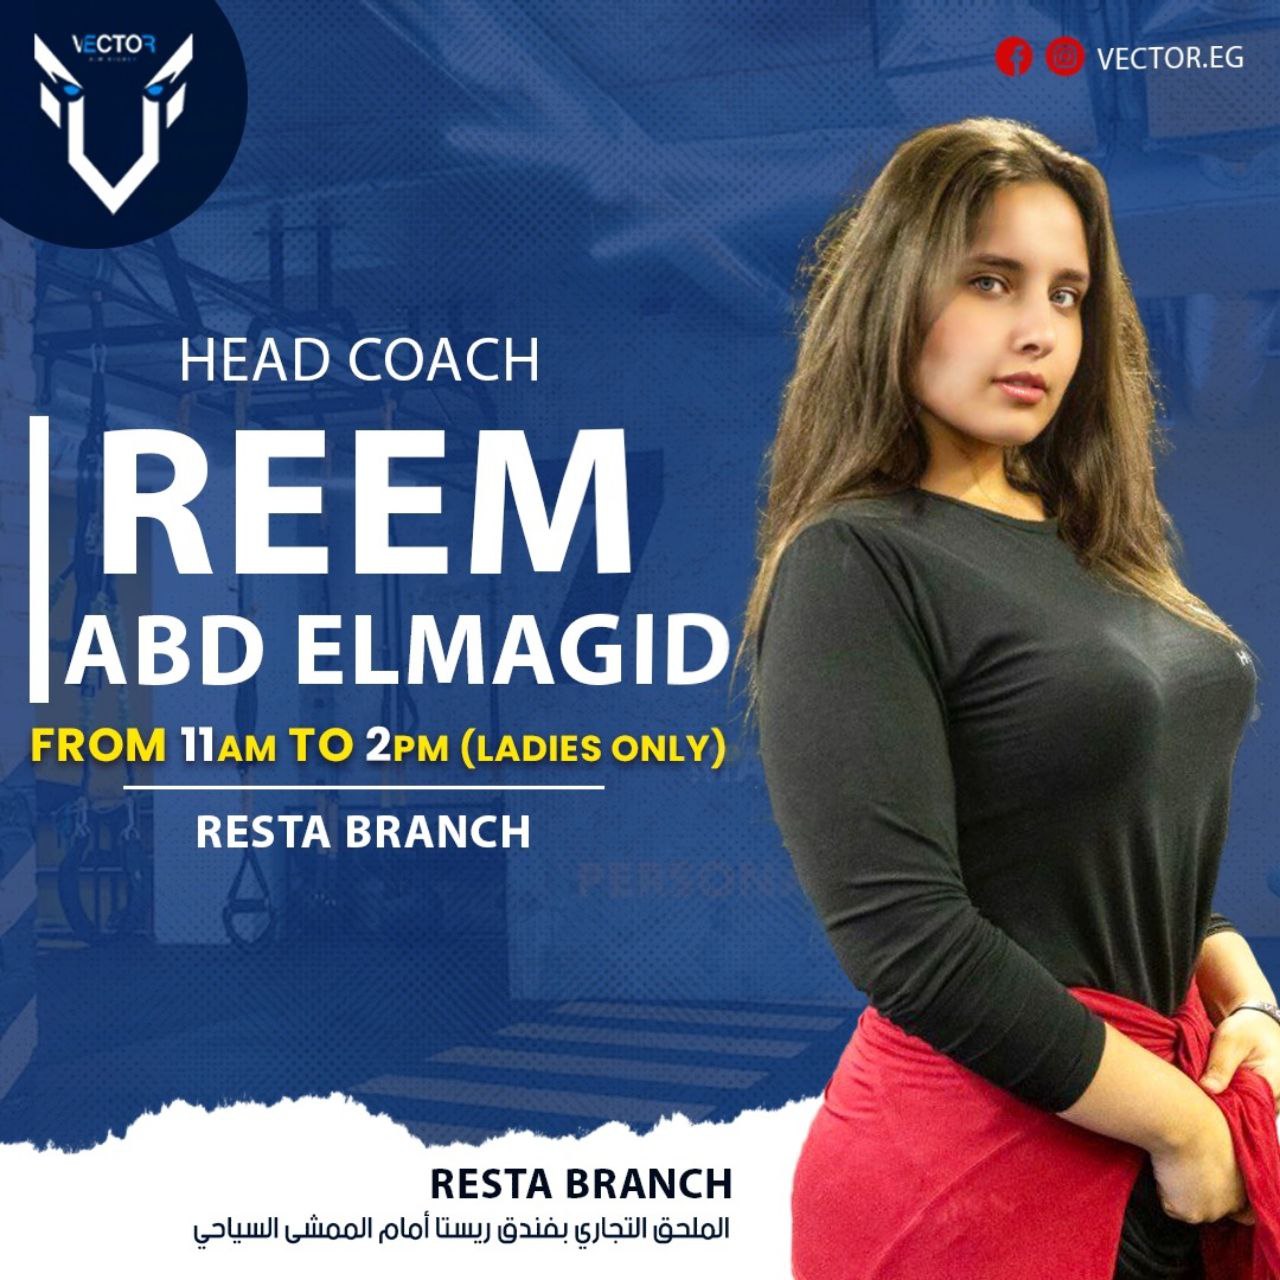 VECTOR
VECTOR.EG
HEAD COACH
REEM
ABD ELMAGID
FROM 11AM TO 2PM (LADIES ONLY)
RESTA BRANCH
RESTA BRANCH
الملحق التجاري بفندق ريستا أمام الممشى السياحي